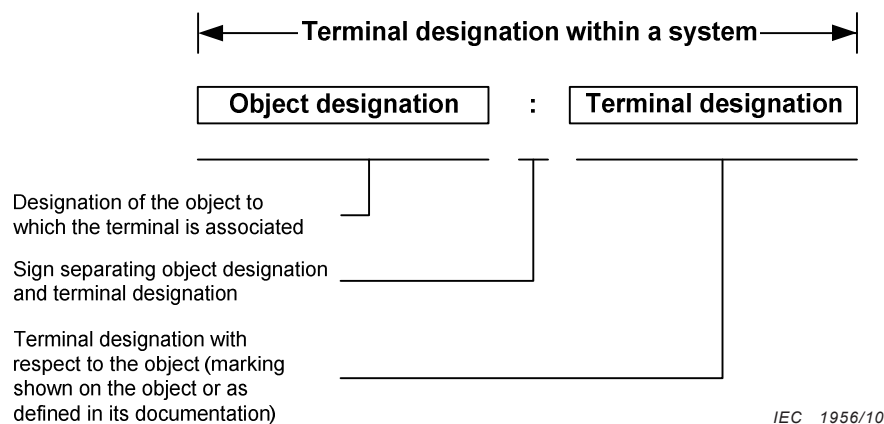 Terminal designation within a system
Object designation : Terminal designation
Designation of the object to
which the terminal is associated
Sign separating object designation
and terminal designation
Terminal designation with
respect to the object (marking
shown on the object or as
defined in its documentation)
IEC 1956/10